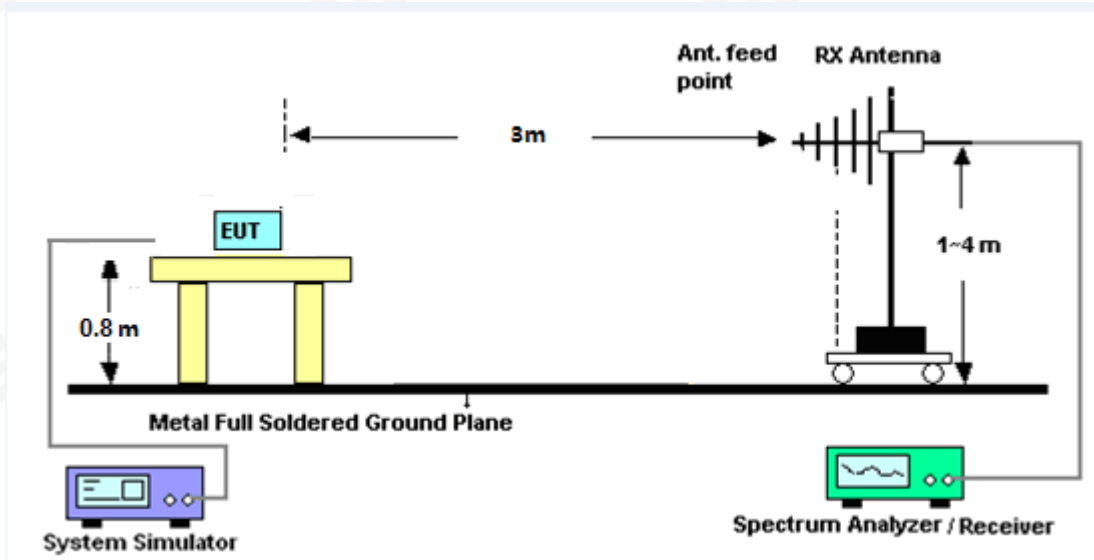 Ant. feed
point
RX Antenna
3m
EUT
1~4 m
0.8 m
Metal Full Soldered Ground Plane
System Simulator
Spectrum Analyzer / Receiver